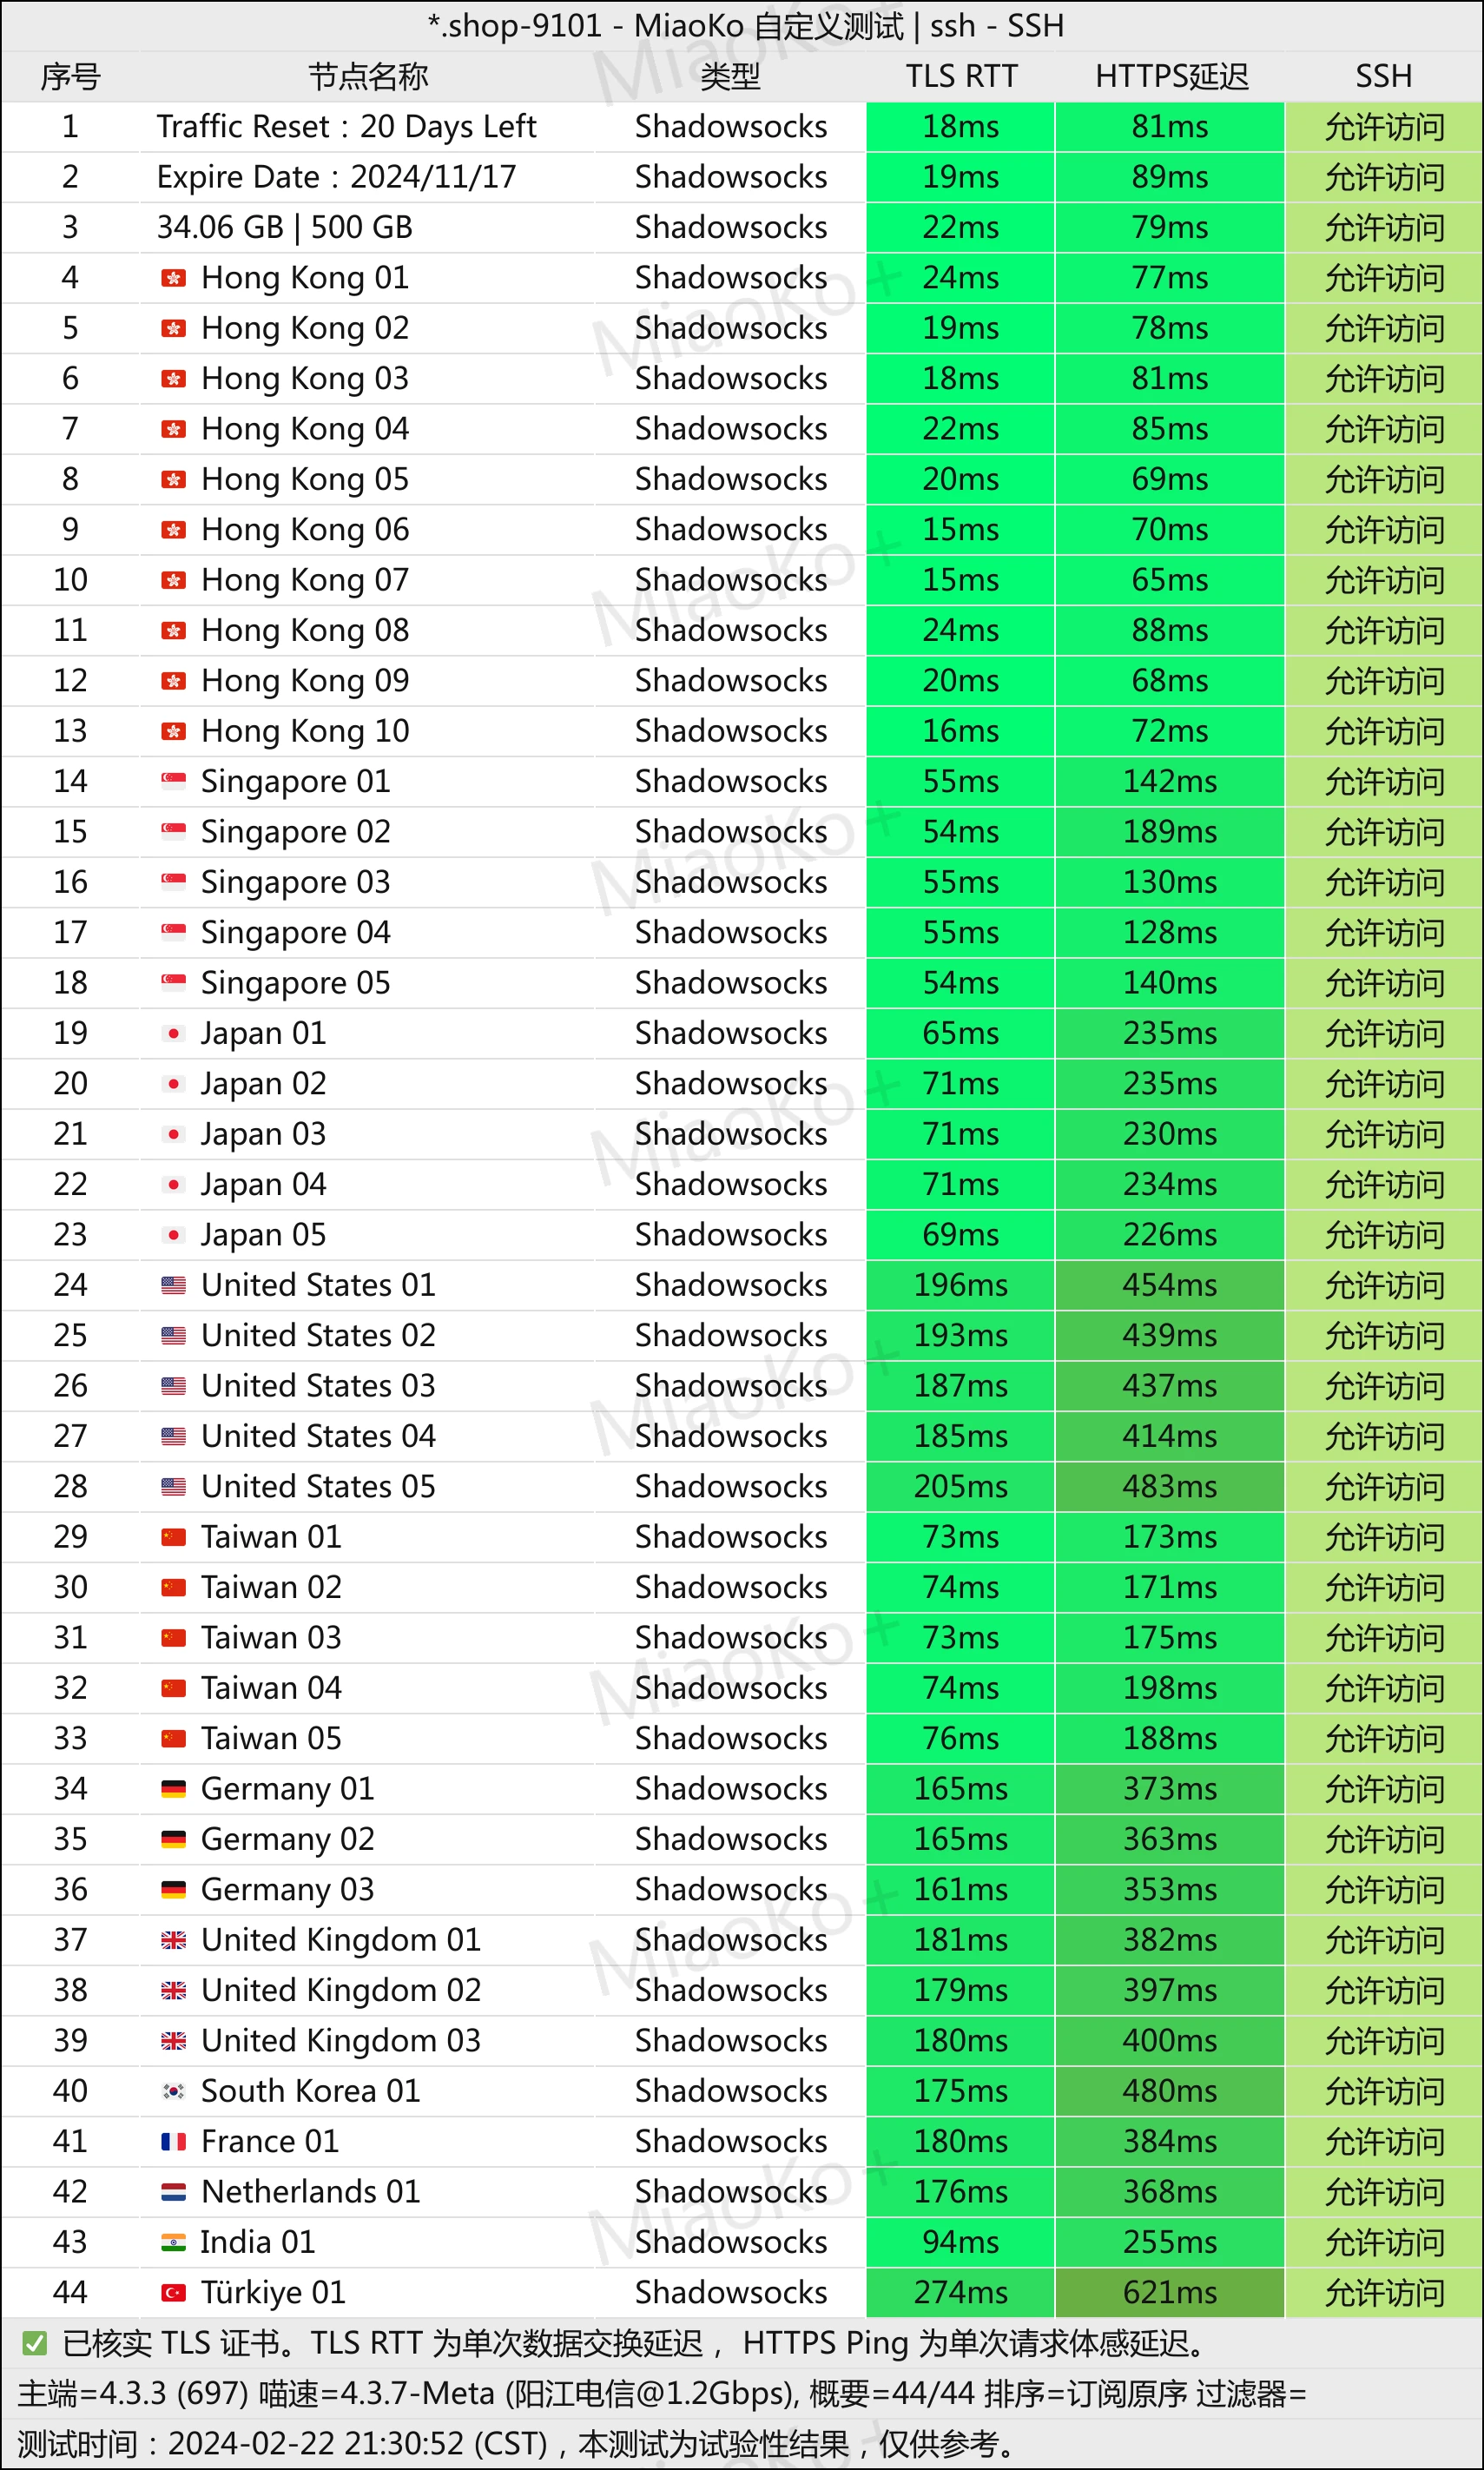 *.shop-9101 - MiaoKo 自定义测试 | ssh - SSH
序号 节点名称 类型 TLS RTT HTTPS延迟 SSH
1 Traffic Reset : 20 Days Left Shadowsocks 18ms 81ms 允许访问
2 Expire Date : 2024/11/17 Shadowsocks 19ms 89ms 允许访问
3 34.06 GB | 500 GB Shadowsocks 22ms 79ms 允许访问
4 Hong Kong 01 Shadowsocks 24ms 77ms 允许访问
5 Hong Kong 02 Shadowsocks 19ms 78ms 允许访问
6 Hong Kong 03 Shadowsocks 18ms 81ms 允许访问
7 Hong Kong 04 Shadowsocks 22ms 85ms 允许访问
8 Hong Kong 05 Shadowsocks 20ms 69ms 允许访问
9 Hong Kong 06 Shadowsocks 15ms 70ms 允许访问
10 Hong Kong 07 Shadowsocks 15ms 65ms 允许访问
11 Hong Kong 08 Shadowsocks 24ms 88ms 允许访问
12 Hong Kong 09 Shadowsocks 20ms 68ms 允许访问
13 Hong Kong 10 Shadowsocks 16ms 72ms 允许访问
14 Singapore 01 Shadowsocks 55ms 142ms 允许访问
15 Singapore 02 Shadowsocks 54ms 189ms 允许访问
16 Singapore 03 Shadowsocks 55ms 130ms 允许访问
17 Singapore 04 Shadowsocks 55ms 128ms 允许访问
18 Singapore 05 Shadowsocks 54ms 140ms 允许访问
19 Japan 01 Shadowsocks 65ms 235ms 允许访问
20 Japan 02 Shadowsocks 71ms 235ms 允许访问
21 Japan 03 Shadowsocks 71ms 230ms 允许访问
22 Japan 04 Shadowsocks 71ms 234ms 允许访问
23 Japan 05 Shadowsocks 69ms 226ms 允许访问
24 United States 01 Shadowsocks 196ms 454ms 允许访问
25 United States 02 Shadowsocks 193ms 439ms 允许访问
26 United States 03 Shadowsocks 187ms 437ms 允许访问
27 United States 04 Shadowsocks 185ms 414ms 允许访问
28 United States 05 Shadowsocks 205ms 483ms 允许访问
29 Taiwan 01 Shadowsocks 73ms 173ms 允许访问
30 Taiwan 02 Shadowsocks 74ms 171ms 允许访问
31 Taiwan 03 Shadowsocks 73ms 175ms 允许访问
32 Taiwan 04 Shadowsocks 74ms 198ms 允许访问
33 Taiwan 05 Shadowsocks 76ms 188ms 允许访问
34 Germany 01 Shadowsocks 165ms 373ms 允许访问
35 Germany 02 Shadowsocks 165ms 363ms 允许访问
36 Germany 03 Shadowsocks 161ms 353ms 允许访问
37 United Kingdom 01 Shadowsocks 181ms 382ms 允许访问
38 United Kingdom 02 Shadowsocks 179ms 397ms 允许访问
39 United Kingdom 03 Shadowsocks 180ms 400ms 允许访问
40 South Korea 01 Shadowsocks 175ms 480ms 允许访问
41 France 01 Shadowsocks 180ms 384ms 允许访问
42 Netherlands 01 Shadowsocks 176ms 368ms 允许访问
43 India 01 Shadowsocks 94ms 255ms 允许访问
44 Türkiye 01 Shadowsocks 274ms 621ms 允许访问
✅ 已核实 TLS 证书。TLS RTT 为单次数据交换延迟， HTTPS Ping 为单次请求体感延迟。
主端=4.3.3 (697) 喵速=4.3.7-Meta (阳江电信@1.2Gbps), 概要=44/44 排序=订阅原序 过滤器=
测试时间：2024-02-22 21:30:52 (CST)，本测试为试验性结果，仅供参考。
MiaoKo+
MiaoKo+
MiaoKo+
MiaoKo+
MiaoKo+
MiaoKo+
MiaoKo+
MiaoKo+
MiaoKo+